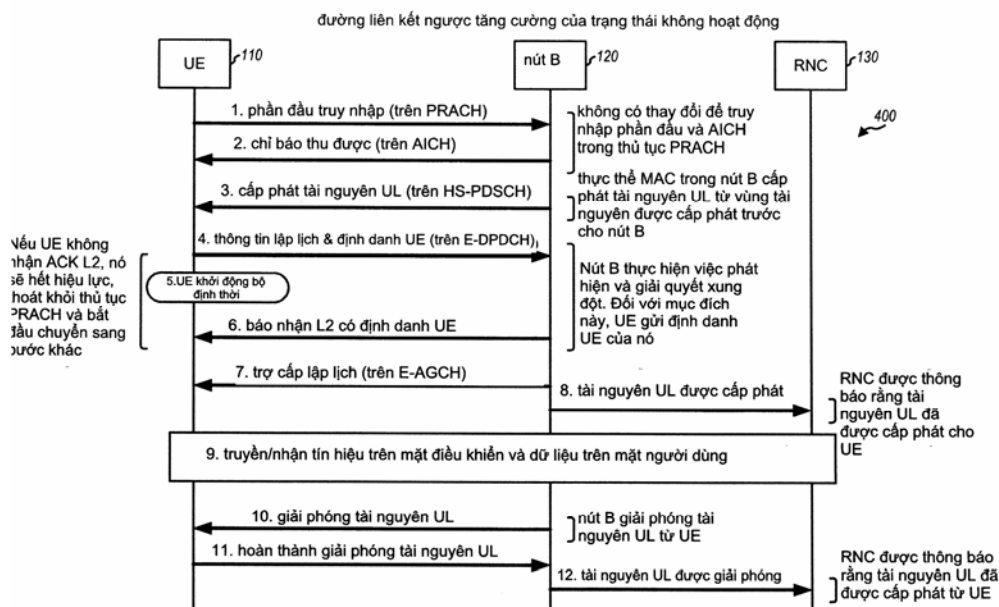 đường liên kết ngược tăng cường của trạng thái không hoạt động
UE
110
nút B
120
RNC
130
400
1. phần đầu truy nhập (trên PRACH)
không có thay đổi để truy
nhập phần đầu và AICH
trong thủ tục PRACH
2. chỉ báo thu được (trên AICH)
thực thể MAC trong nút B cấp
phát tài nguyên UL từ vùng tài
nguyên được cấp phát trước
cho nút B
3. cấp phát tài nguyên UL (trên HS-PDSCH)
4. thông tin lập lịch & định danh UE (trên E-DPDCH)
Nếu UE không
nhận ACK L2, nó
sẽ hết hiệu lực,
thoát khỏi thủ tục
PRACH và bắt
đầu chuyển sang
bước khác
5.UE khởi động bộ
định thời
Nút B thực hiện việc phát
hiện và giải quyết xung
đột. Đối với mục đích
này, UE gửi định danh
UE của nó
6. báo nhận L2 có định danh UE
7. trợ cấp lập lịch (trên E-AGCH)
8. tài nguyên UL được cấp phát
RNC được thông
báo rằng tài
nguyên UL đã
được cấp phát cho
UE
9. truyền/nhận tín hiệu trên mặt điều khiển và dữ liệu trên mặt người dùng
10. giải phóng tài nguyên UL
nút B giải phóng tài
nguyên UL từ UE
11. hoàn thành giải phóng tài nguyên UL
12. tài nguyên UL được giải phóng
RNC được thông báo
rằng tài nguyên UL đã
được cấp phát từ UE